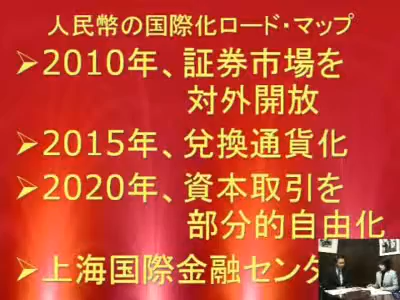 人民幣の国際化ロード・マップ
➢2010年、証券市場を
対外開放
➢2015年、兌換通貨化
➢2020年、資本取引を
部分的自由化
➢上海国際金融センタ